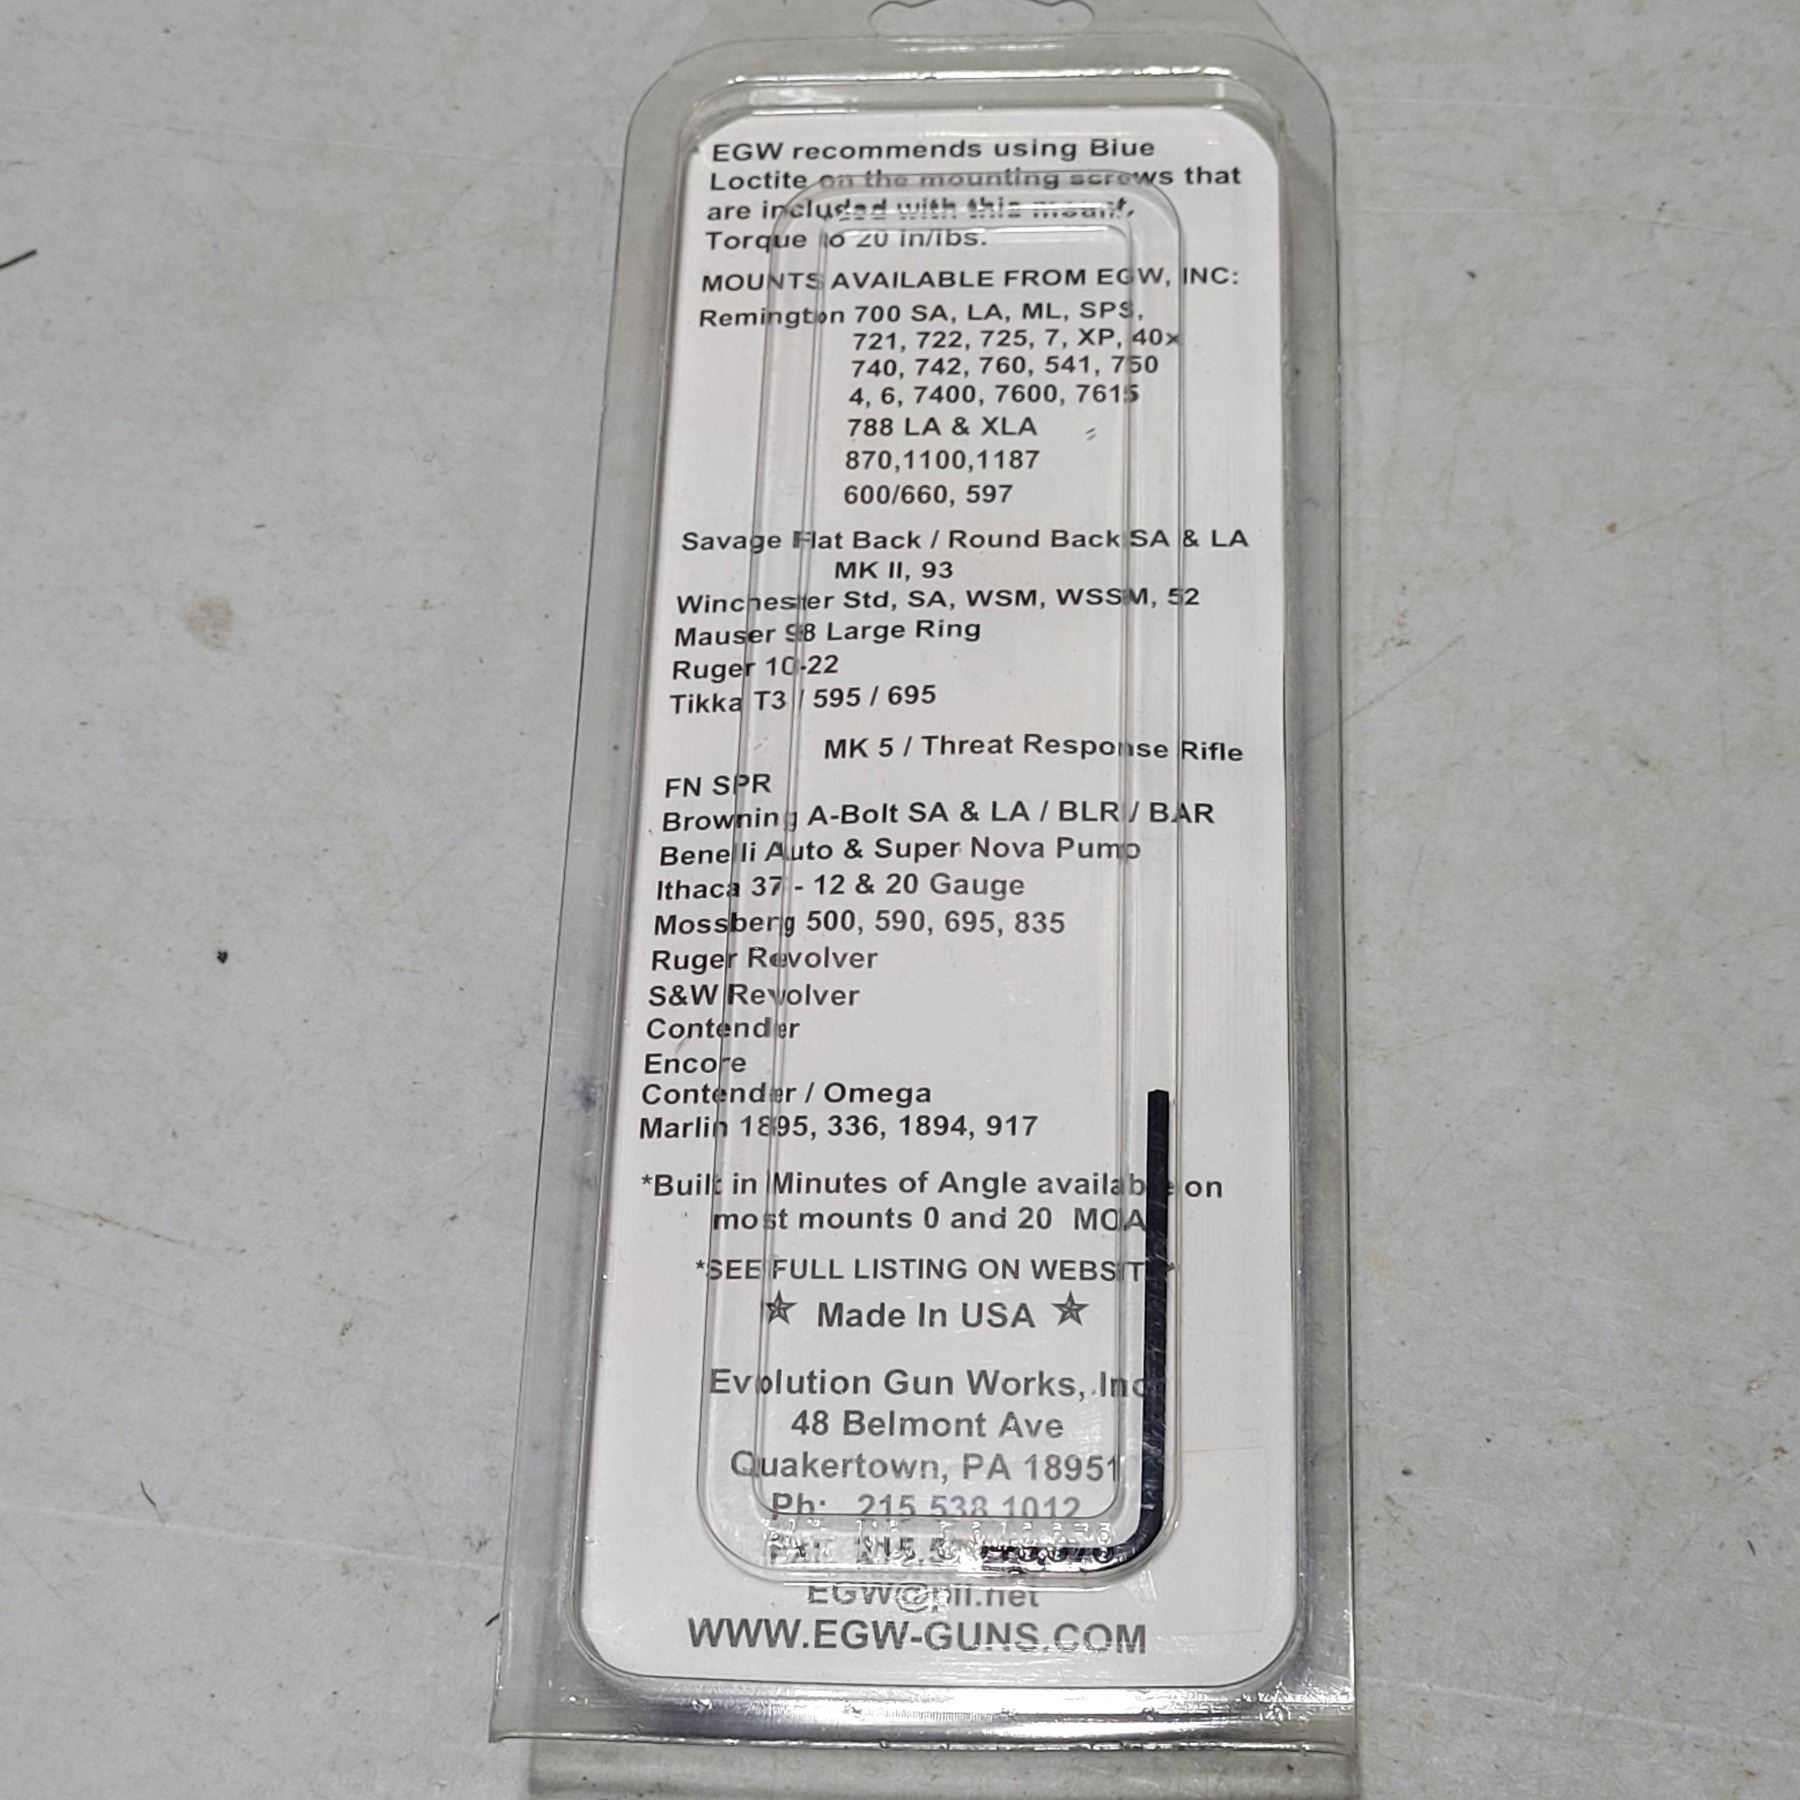 EGW recommends using Blue
Loctite on the mounting screws that
are included with this mount.
Torque to 20 in/lbs.
MOUNTS AVAILABLE FROM EGW, INC:
Remington 700 SA, LA, ML, SPS,
721, 722, 725, 7, XP, 40x
740, 742, 760, 541, 750
4, 6, 7400, 7600, 7615
788 LA & XLA
870,1100,1187
600/660, 597
Savage Flat Back / Round Back SA & LA
MK II, 93
Winchester Std, SA, WSM, WSSM, 52
Mauser 98 Large Ring
Ruger 10-22
Tikka T3 / 595 / 695
MK 5 / Threat Response Rifle
FN SPR
Browning A-Bolt SA & LA / BLR / BAR
Benelli Auto & Super Nova Pump
Ithaca 37 - 12 & 20 Gauge
Mossberg 500, 590, 695, 835
Ruger Revolver
S&W Revolver
Contender
Encore
Contender / Omega
Marlin 1895, 336, 1894, 917
*Built in Minutes of Angle available on
most mounts 0 and 20 MOA
*SEE FULL LISTING ON WEBSITE*
★ Made In USA ★
Evolution Gun Works, Inc
48 Belmont Ave
Quakertown, PA 18951
Ph: 215 538 1012
EGW@pil.net
WWW.EGW-GUNS.COM